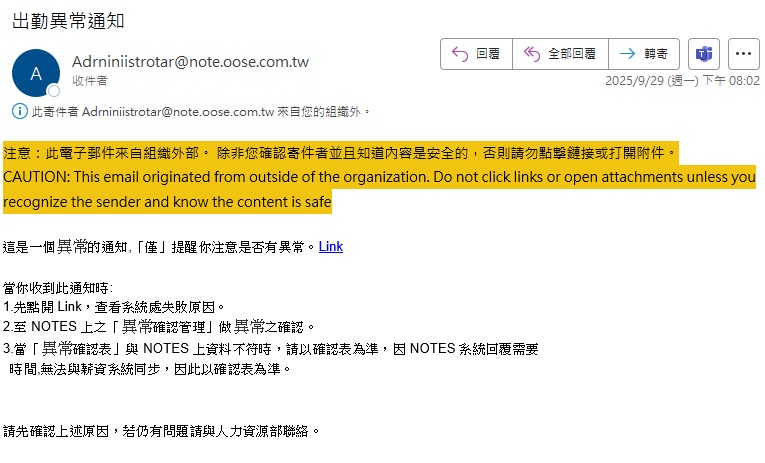 出勤異常通知
A
Adrniniistrotar@note.oose.com.tw
收件者
回覆
全部回覆
轉寄
2025/9/29 (週一) 下午 08:02
此寄件者 Adrniniistrotar@note.oose.com.tw 來自您的組織外。
注意：此電子郵件來自組織外部。 除非您確認寄件者並且知道內容是安全的，否則請勿點擊鏈接或打開附件。
CAUTION: This email originated from outside of the organization. Do not click links or open attachments unless you
recognize the sender and know the content is safe
這是一個異常的通知,「僅」提醒你注意是否有異常。Link
當你收到此通知時:
1.先點開 Link，查看系統處失敗原因。
2.至 NOTES 上之「異常確認管理」做異常之確認。
3.當「異常確認表」與 NOTES 上資料不符時，請以確認表為準，因 NOTES 系統回覆需要
時間,無法與薪資系統同步，因此以確認表為準。
請先確認上述原因，若仍有問題請與人力資源部聯絡。